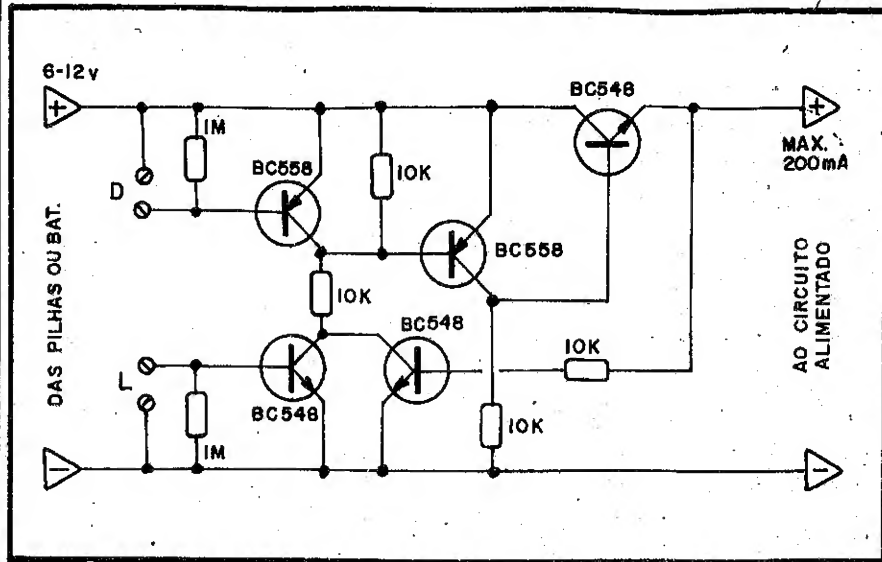 6-12v
BC548
1M
BC558
10K
MAX.
200mA
D
BC558
DAS PILHAS OU BAT.
10K
BC548
AO CIRCUITO
ALIMENTADO
10K
L
BC548
10K
1M